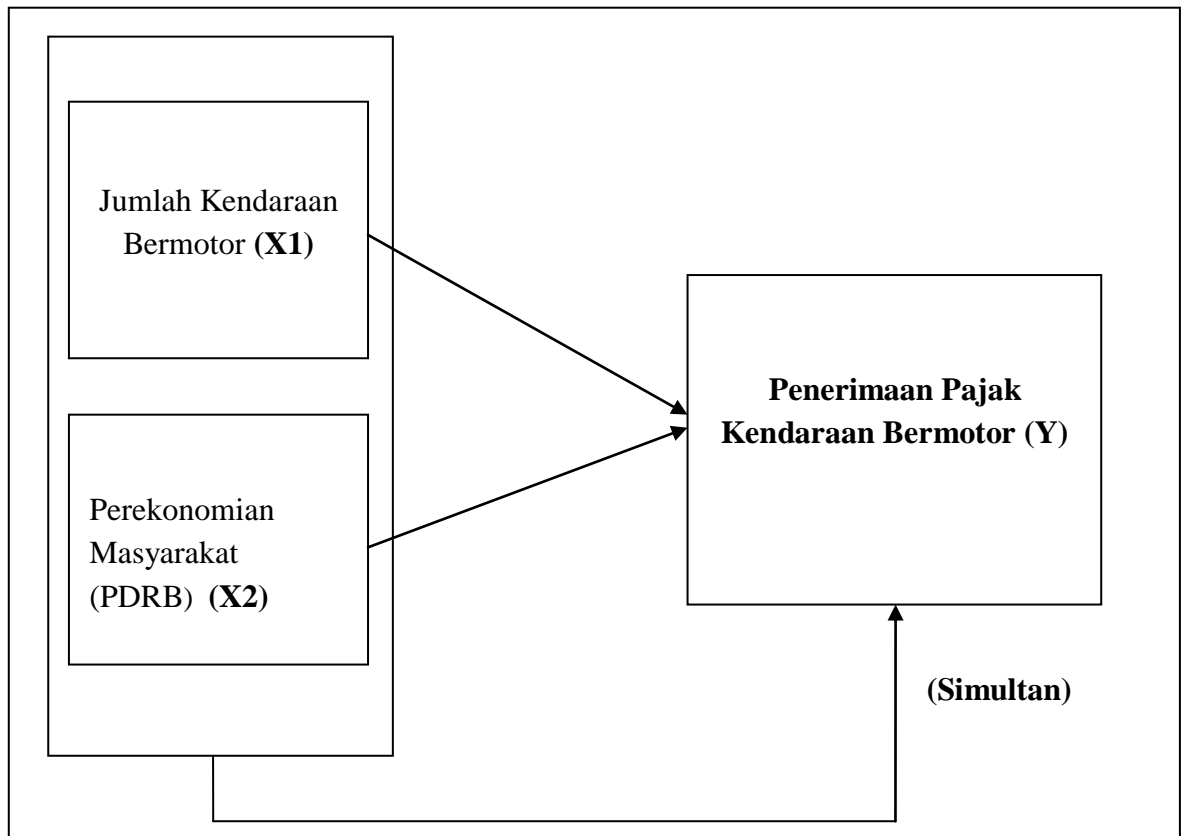 Jumlah Kendaraan
Bermotor (X1)
Perekonomian
Masyarakat
(PDRB) (X2)
Penerimaan Pajak
Kendaraan Bermotor (Y)
(Simultan)